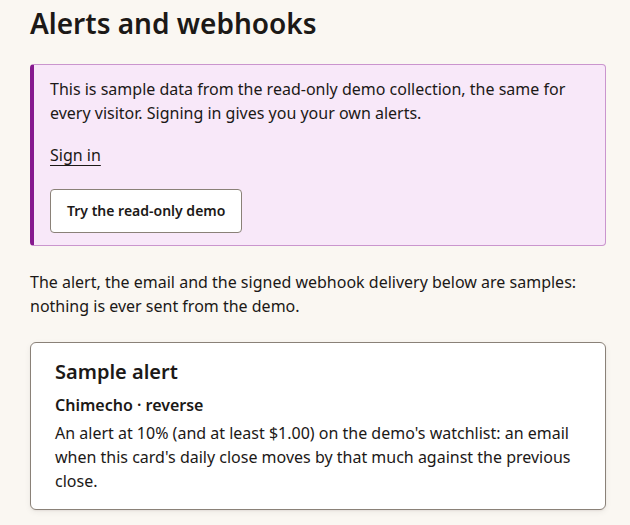 Alerts and webhooks
This is sample data from the read-only demo collection, the same for
every visitor. Signing in gives you your own alerts.
Sign in
Try the read-only demo
The alert, the email and the signed webhook delivery below are samples:
nothing is ever sent from the demo.
Sample alert
Chimecho · reverse
An alert at 10% (and at least $1.00) on the demo's watchlist: an email
when this card's daily close moves by that much against the previous
close.